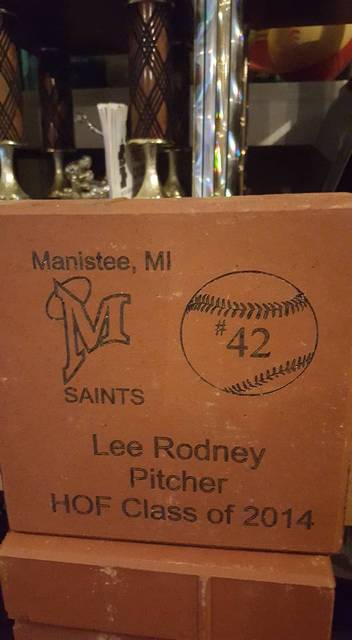 Manistee, MI
M
SAINTS
#42
Lee Rodney
Pitcher
HOF Class of 2014